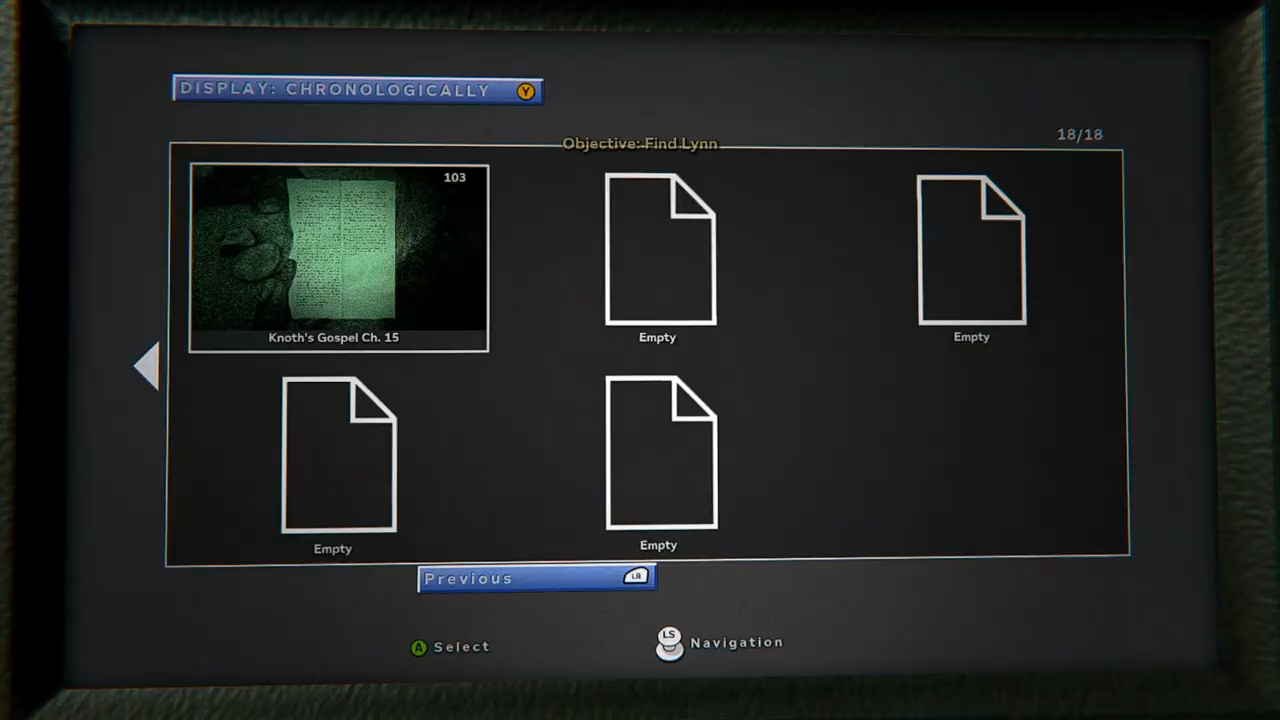 DISPLAY: CHRONOLOGICALLY Y
18/18
Objective: Find Lynn
103
Knoth's Gospel Ch. 15
Empty
Empty
Empty
Empty
Previous LB
A Select
LS Navigation